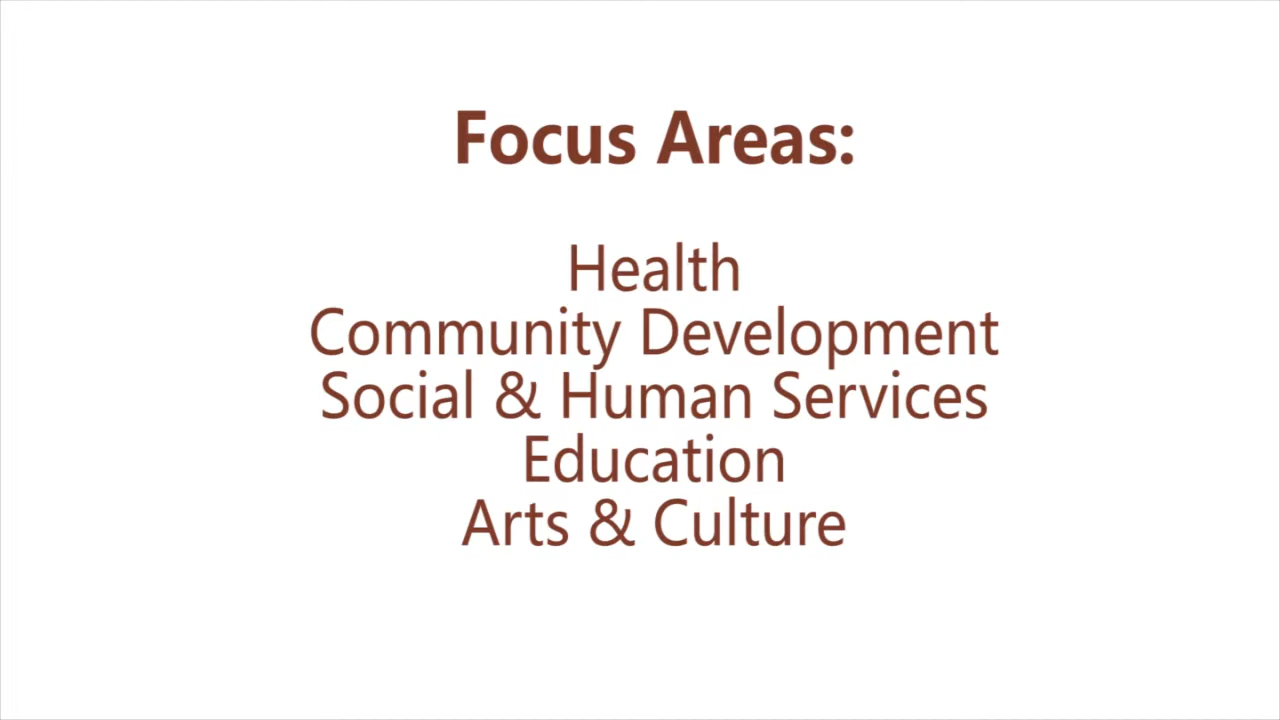 Focus Areas:
Health
Community Development
Social & Human Services
Education
Arts & Culture